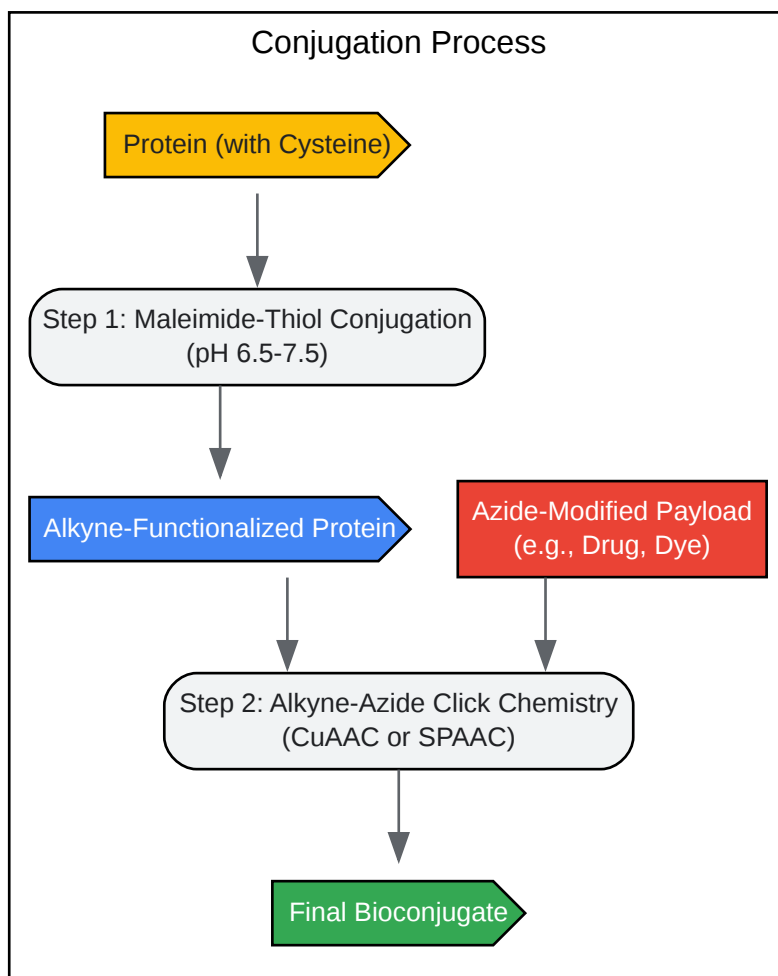 Conjugation Process
Protein (with Cysteine)
Step 1: Maleimide-Thiol Conjugation
(pH 6.5-7.5)
Alkyne-Functionalized Protein
Azide-Modified Payload
(e.g., Drug, Dye)
Step 2: Alkyne-Azide Click Chemistry
(CuAAC or SPAAC)
Final Bioconjugate